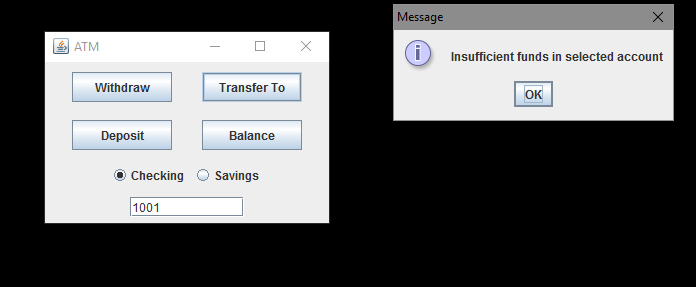 ATM
Withdraw Transfer To
Deposit Balance
Checking Savings
1001
Message
Insufficient funds in selected account
OK